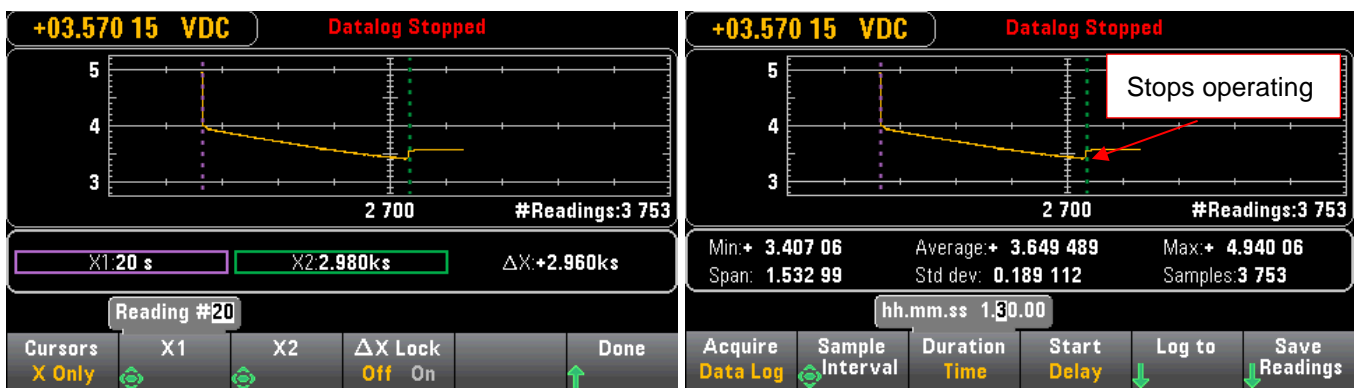 +03.570 15 VDC
Datalog Stopped
5
4
3
2 700
#Readings:3 753
X1:20 s
X2:2.980ks
ΔX:+2.960ks
Reading #20
Cursors
X Only
X1
X2
ΔX Lock
Off On
Done
+03.570 15 VDC
Datalog Stopped
5
4
3
Stops operating
2 700
#Readings:3 753
Min:+ 3.407 06
Average:+ 3.649 489
Max:+ 4.940 06
Span: 1.532 99
Std dev: 0.189 112
Samples:3 753
hh.mm.ss 1.30.00
Acquire
Data Log
Sample
Interval
Duration
Time
Start
Delay
Log to
Save
Readings